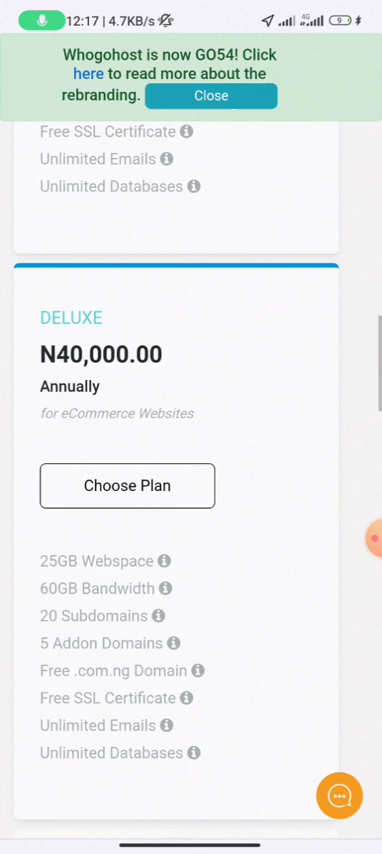 12:17 | 4.7KB/s
4G
9
Whogohost is now GO54! Click
here to read more about the
rebranding. Close
Free SSL Certificate
Unlimited Emails
Unlimited Databases
DELUXE
N40,000.00
Annually
for eCommerce Websites
Choose Plan
25GB Webspace
60GB Bandwidth
20 Subdomains
5 Addon Domains
Free .com.ng Domain
Free SSL Certificate
Unlimited Emails
Unlimited Databases